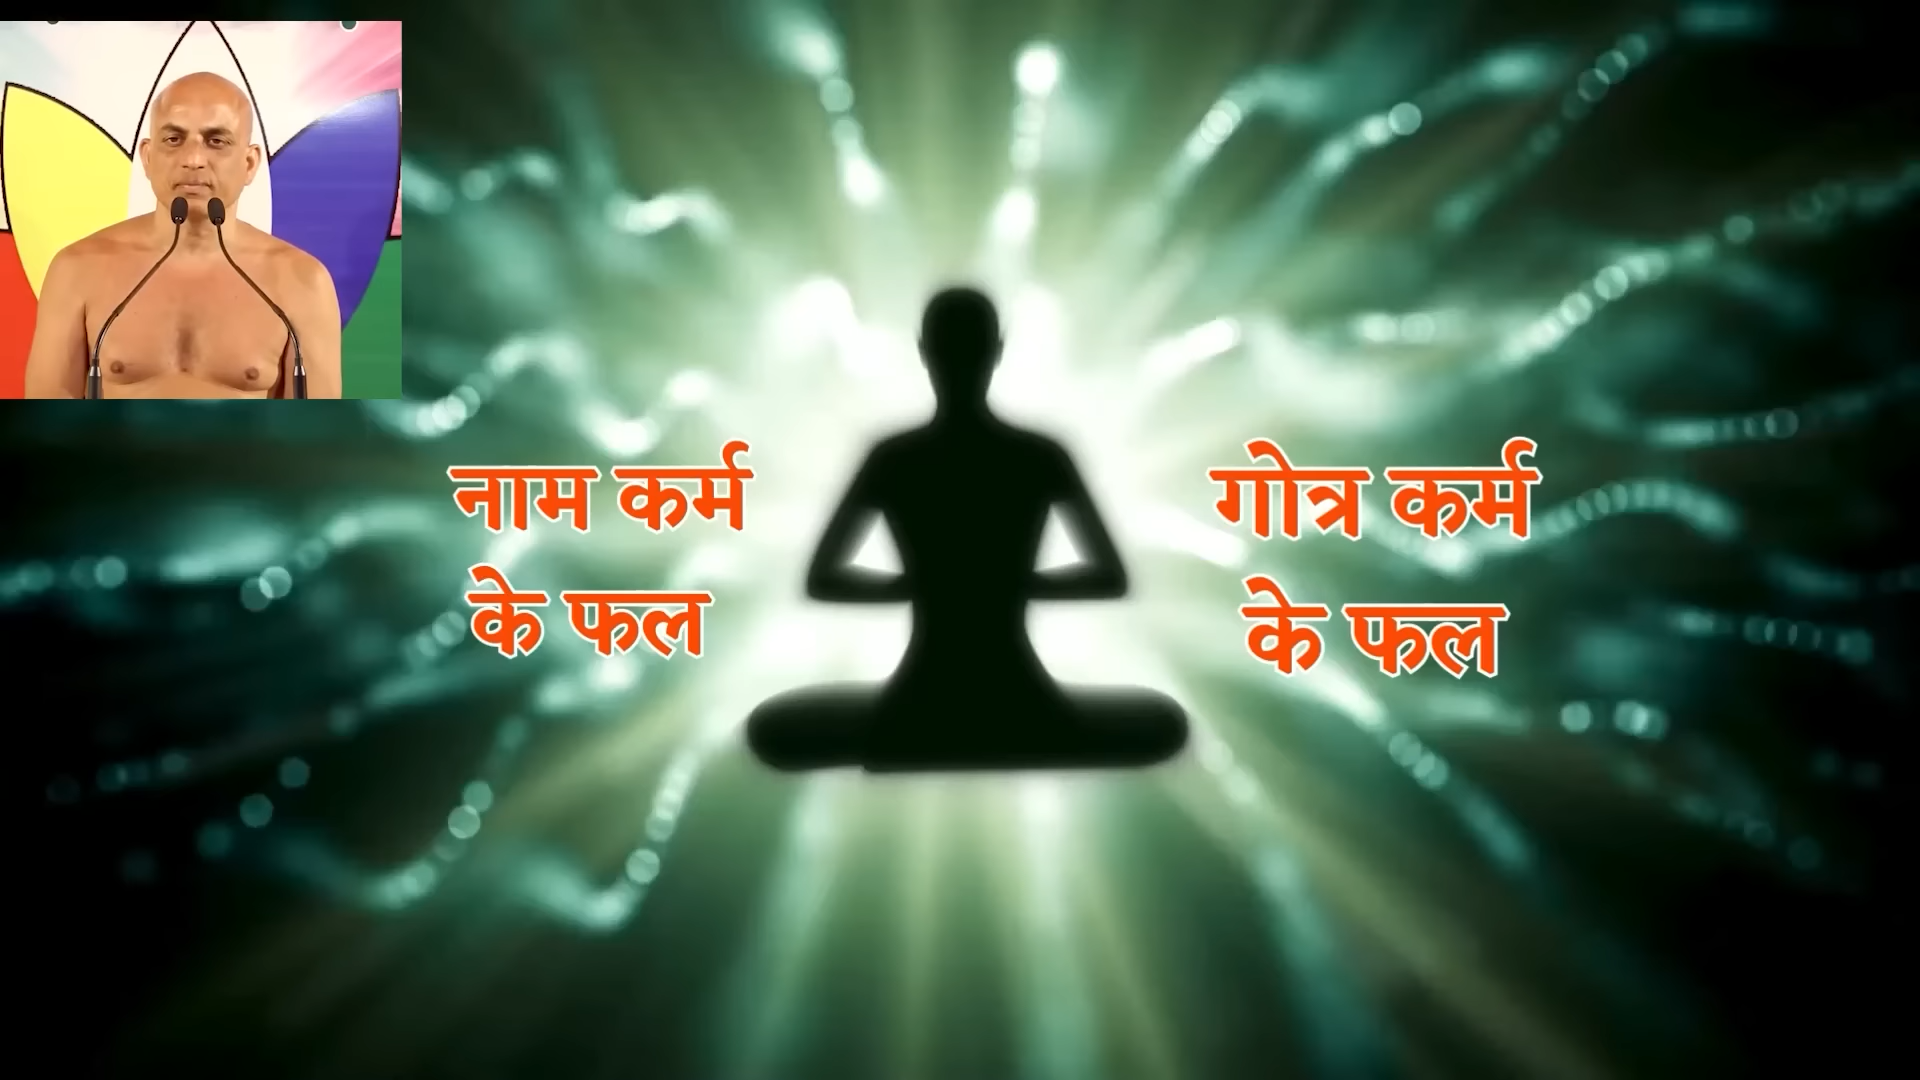 नाम कर्म
के फल
गोत्र कर्म
के फल